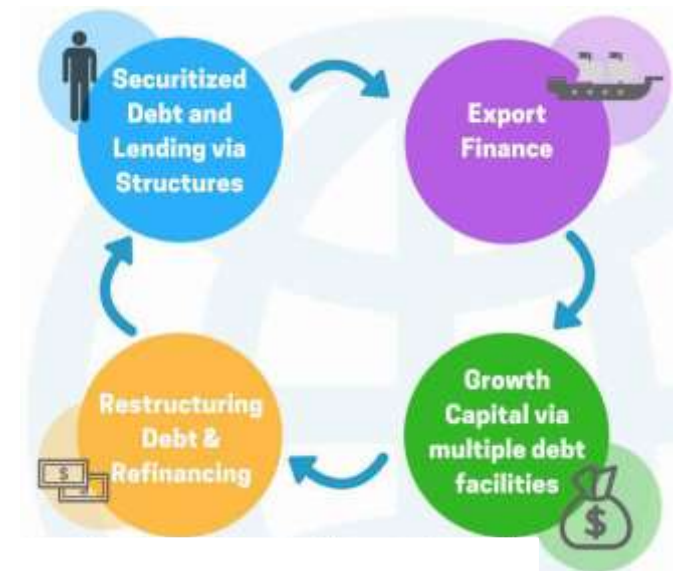 Securitized
Debt and
Lending via
Structures
Export
Finance
Growth
Capital via
multiple debt
facilities
$
Restructuring
Debt &
Refinancing
$